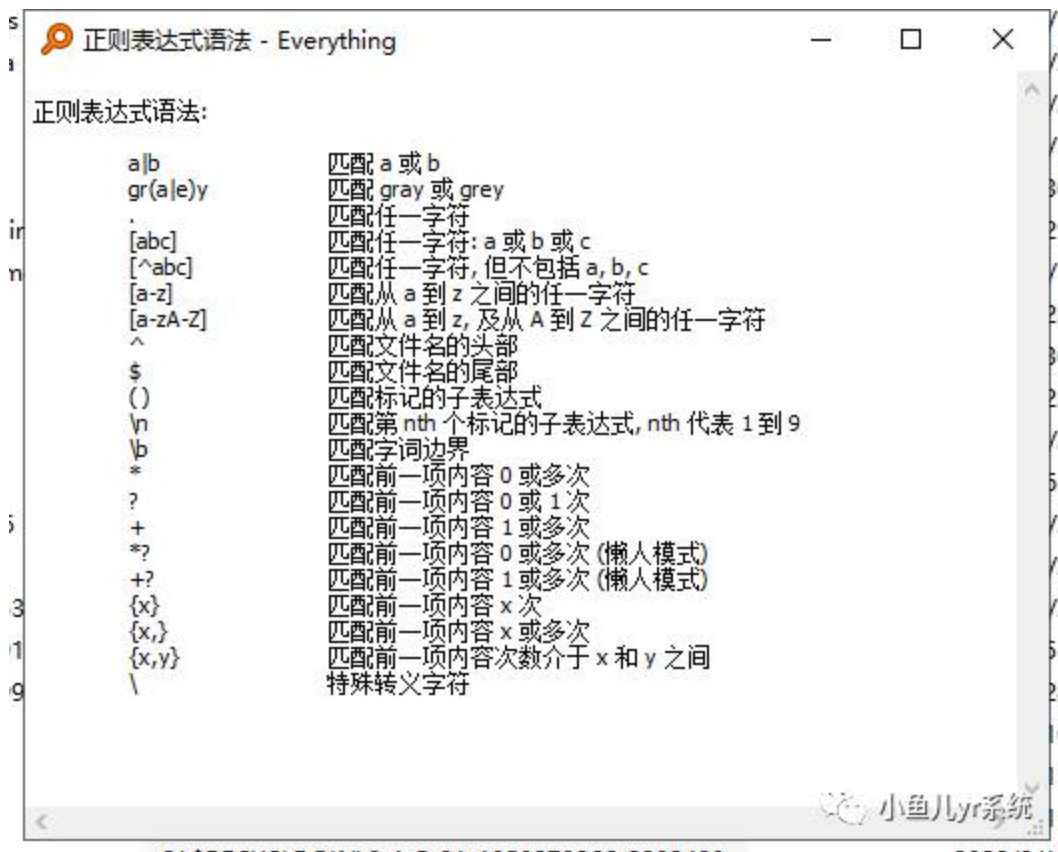 正则表达式语法 - Everything
正则表达式语法:
a|b 匹配 a 或 b
gr(a|e)y 匹配 gray 或 grey
. 匹配任一字符
[abc] 匹配任一字符: a 或 b 或 c
[^abc] 匹配任一字符, 但不包括 a, b, c
[a-z] 匹配从 a 到 z 之间的任一字符
[a-zA-Z] 匹配从 a 到 z, 及从 A 到 Z 之间的任一字符
^ 匹配文件名的头部
$ 匹配文件名的尾部
( ) 匹配标记的子表达式
\n 匹配第 nth 个标记的子表达式, nth 代表 1 到 9
\b 匹配字词边界
* 匹配前一项内容 0 或多次
? 匹配前一项内容 0 或 1 次
+ 匹配前一项内容 1 或多次
*? 匹配前一项内容 0 或多次 (懒人模式)
+? 匹配前一项内容 1 或多次 (懒人模式)
{x} 匹配前一项内容 x 次
{x,} 匹配前一项内容 x 或多次
{x,y} 匹配前一项内容次数介于 x 和 y 之间
\ 特殊转义字符
小鱼儿yr系统